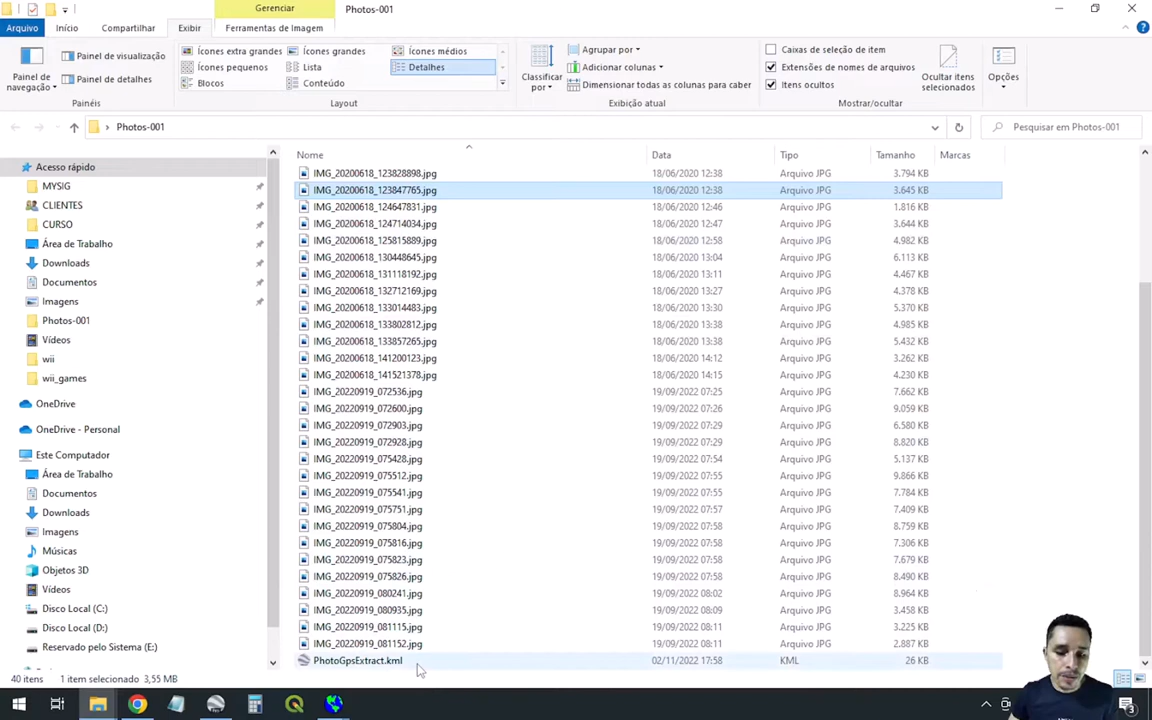 Gerenciar
Photos-001
Arquivo
Início
Compartilhar
Exibir
Ferramentas de Imagem
Painel de navegação
Painel de visualização
Painel de detalhes
Painéis
Ícones extra grandes
Ícones grandes
Ícones médios
Ícones pequenos
Lista
Detalhes
Blocos
Conteúdo
Layout
Classificar por
Agrupar por
Adicionar colunas
Dimensionar todas as colunas para caber
Exibição atual
Caixas de seleção de item
Extensões de nomes de arquivos
Itens ocultos
Ocultar itens selecionados
Mostrar/ocultar
Opções
Photos-001
Pesquisar em Photos-001
Acesso rápido
MYSIG
CLIENTES
CURSO
Área de Trabalho
Downloads
Documentos
Imagens
Photos-001
Vídeos
wii
wii_games
OneDrive
OneDrive - Personal
Este Computador
Área de Trabalho
Documentos
Downloads
Imagens
Músicas
Objetos 3D
Vídeos
Disco Local (C:)
Disco Local (D:)
Reservado pelo Sistema (E:)
Nome Data Tipo Tamanho Marcas
IMG_20200618_123828898.jpg 18/06/2020 12:38 Arquivo JPG 3.794 KB
IMG_20200618_123847765.jpg 18/06/2020 12:38 Arquivo JPG 3.645 KB
IMG_20200618_124647831.jpg 18/06/2020 12:46 Arquivo JPG 1.816 KB
IMG_20200618_124714034.jpg 18/06/2020 12:47 Arquivo JPG 3.644 KB
IMG_20200618_125815889.jpg 18/06/2020 12:58 Arquivo JPG 4.982 KB
IMG_20200618_130448645.jpg 18/06/2020 13:04 Arquivo JPG 6.113 KB
IMG_20200618_131118192.jpg 18/06/2020 13:11 Arquivo JPG 4.467 KB
IMG_20200618_132712169.jpg 18/06/2020 13:27 Arquivo JPG 4.378 KB
IMG_20200618_133014483.jpg 18/06/2020 13:30 Arquivo JPG 5.370 KB
IMG_20200618_133802812.jpg 18/06/2020 13:38 Arquivo JPG 4.985 KB
IMG_20200618_133857265.jpg 18/06/2020 13:38 Arquivo JPG 5.432 KB
IMG_20200618_141200123.jpg 18/06/2020 14:12 Arquivo JPG 3.262 KB
IMG_20200618_141521378.jpg 18/06/2020 14:15 Arquivo JPG 4.230 KB
IMG_20220919_072536.jpg 19/09/2022 07:25 Arquivo JPG 7.662 KB
IMG_20220919_072600.jpg 19/09/2022 07:26 Arquivo JPG 9.059 KB
IMG_20220919_072903.jpg 19/09/2022 07:29 Arquivo JPG 6.580 KB
IMG_20220919_072928.jpg 19/09/2022 07:29 Arquivo JPG 8.820 KB
IMG_20220919_075428.jpg 19/09/2022 07:54 Arquivo JPG 5.137 KB
IMG_20220919_075512.jpg 19/09/2022 07:55 Arquivo JPG 9.866 KB
IMG_20220919_075541.jpg 19/09/2022 07:55 Arquivo JPG 7.784 KB
IMG_20220919_075751.jpg 19/09/2022 07:57 Arquivo JPG 7.409 KB
IMG_20220919_075804.jpg 19/09/2022 07:58 Arquivo JPG 8.759 KB
IMG_20220919_075816.jpg 19/09/2022 07:58 Arquivo JPG 7.306 KB
IMG_20220919_075823.jpg 19/09/2022 07:58 Arquivo JPG 7.679 KB
IMG_20220919_075826.jpg 19/09/2022 07:58 Arquivo JPG 8.490 KB
IMG_20220919_080241.jpg 19/09/2022 08:02 Arquivo JPG 8.964 KB
IMG_20220919_080935.jpg 19/09/2022 08:09 Arquivo JPG 3.458 KB
IMG_20220919_081115.jpg 19/09/2022 08:11 Arquivo JPG 3.225 KB
IMG_20220919_081152.jpg 19/09/2022 08:11 Arquivo JPG 2.887 KB
PhotoGpsExtract.kml 02/11/2022 17:58 KML 26 KB
40 itens 1 item selecionado 3,55 MB
3